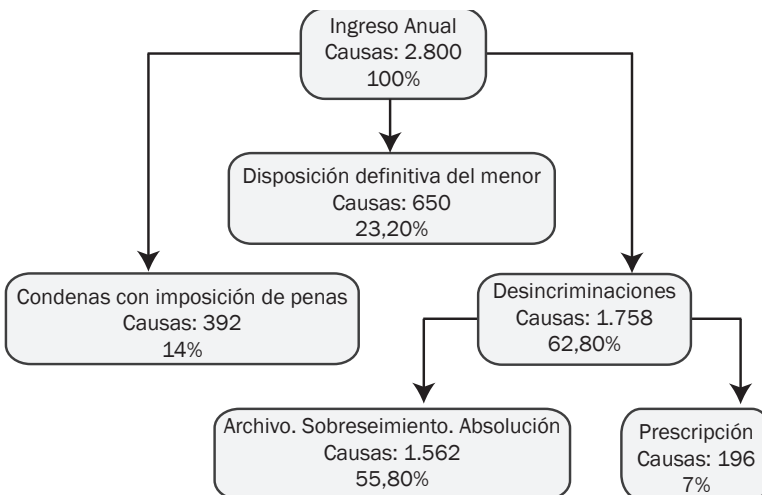 Ingreso Anual
Causas: 2.800
100%
Disposición definitiva del menor
Causas: 650
23,20%
Condenas con imposición de penas
Causas: 392
14%
Desincriminaciones
Causas: 1.758
62,80%
Archivo. Sobreseimiento. Absolución
Causas: 1.562
55,80%
Prescripción
Causas: 196
7%